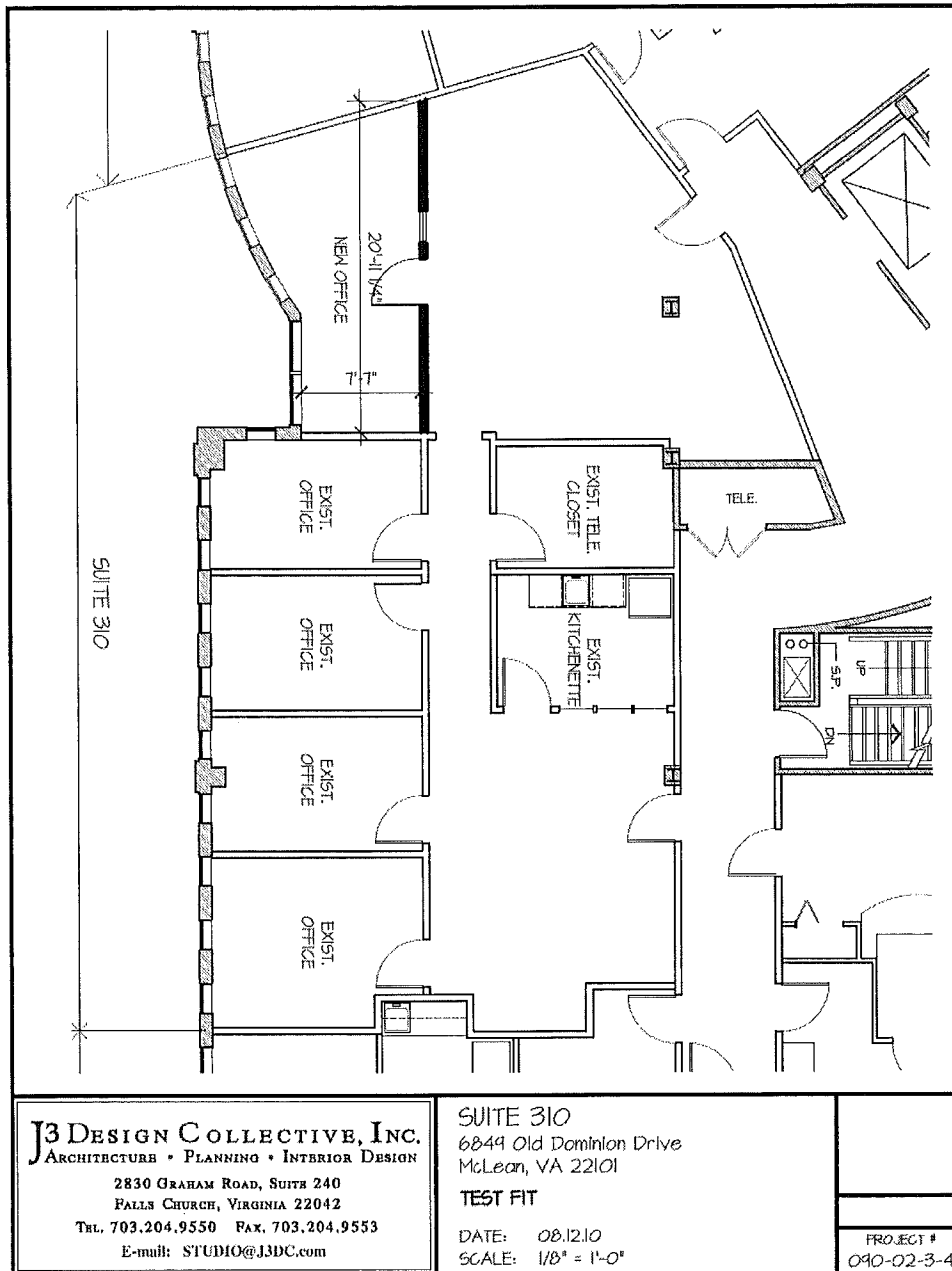 20'-11 1/4"
NEW OFFICE
7'-7"
EXIST.
OFFICE
EXIST. TELE.
CLOSET
TELE.
SUITE 310
EXIST.
OFFICE
EXIST.
KITCHENETTE
UP
S.P.
DN
EXIST.
OFFICE
EXIST.
OFFICE
J3 DESIGN COLLECTIVE, INC.
ARCHITECTURE • PLANNING • INTERIOR DESIGN
2830 GRAHAM ROAD, SUITE 240
FALLS CHURCH, VIRGINIA 22042
TEL. 703.204.9550 FAX. 703.204.9553
E-mail: STUDIO@J3DC.com
SUITE 310
6849 Old Dominion Drive
McLean, VA 22101
TEST FIT
DATE: 08.12.10
SCALE: 1/8" = 1'-0"
PROJECT #
090-02-3-4